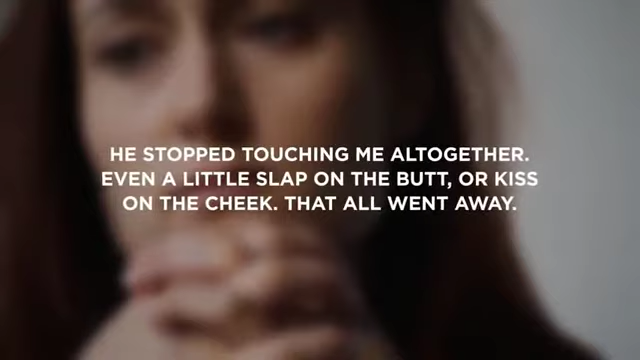 HE STOPPED TOUCHING ME ALTOGETHER.
EVEN A LITTLE SLAP ON THE BUTT, OR KISS
ON THE CHEEK. THAT ALL WENT AWAY.